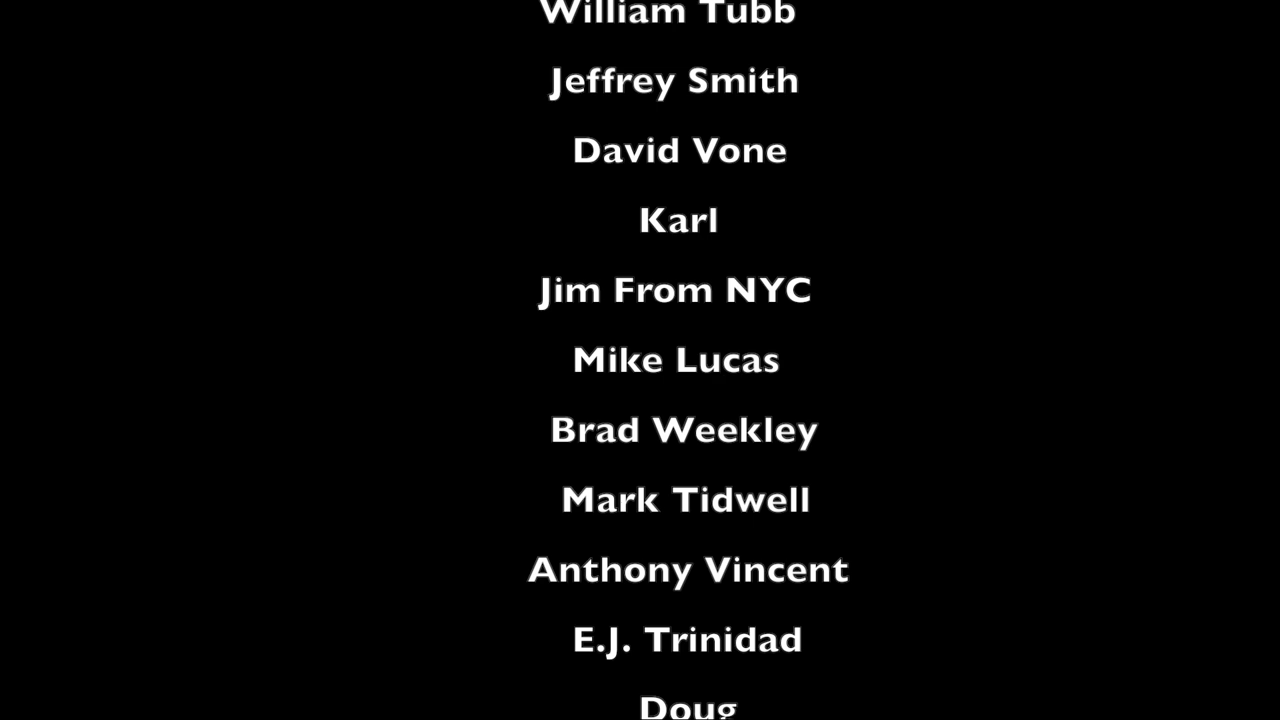 William Tubb
Jeffrey Smith
David Vone
Karl
Jim From NYC
Mike Lucas
Brad Weekley
Mark Tidwell
Anthony Vincent
E.J. Trinidad
Doug